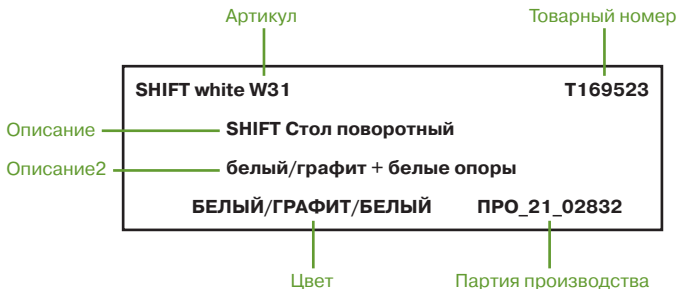 Артикул
Товарный номер
SHIFT white W31
T169523
Описание
SHIFT Стол поворотный
Описание2
белый/графит + белые опоры
БЕЛЫЙ/ГРАФИТ/БЕЛЫЙ
ПРО_21_02832
Цвет
Партия производства